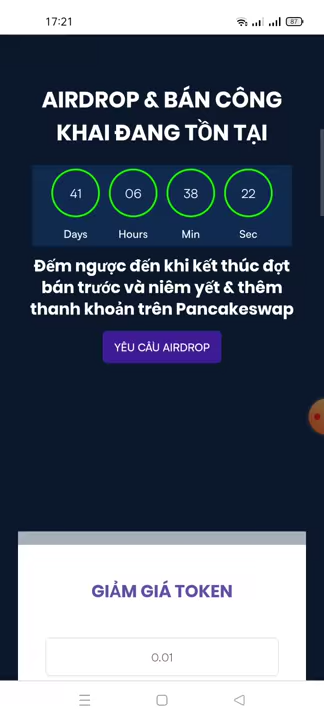 17:21
87
AIRDROP & BÁN CÔNG
KHAI ĐANG TỒN TẠI
41
06
38
22
Days
Hours
Min
Sec
Đếm ngược đến khi kết thúc đợt
bán trước và niêm yết & thêm
thanh khoản trên Pancakeswap
YÊU CẦU AIRDROP
GIẢM GIÁ TOKEN
0.01